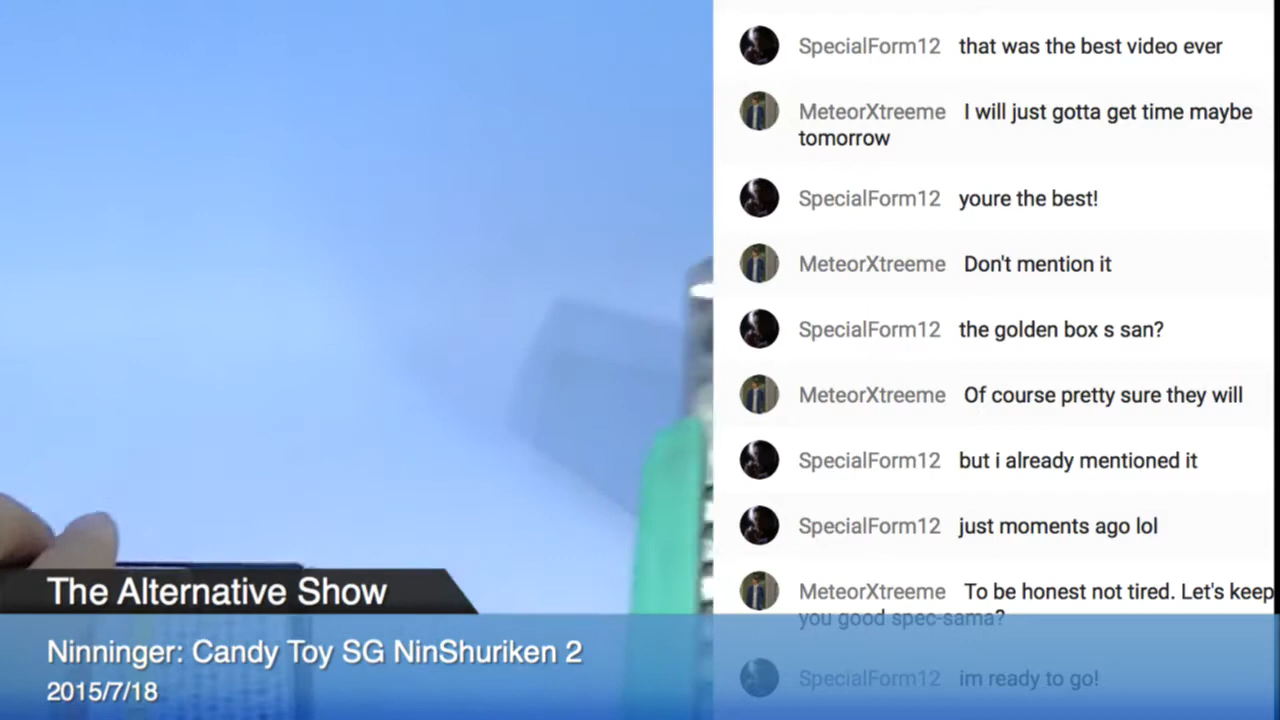 SpecialForm12 that was the best video ever
MeteorXtreeme I will just gotta get time maybe
tomorrow
SpecialForm12 youre the best!
MeteorXtreeme Don't mention it
SpecialForm12 the golden box s san?
MeteorXtreeme Of course pretty sure they will
SpecialForm12 but i already mentioned it
SpecialForm12 just moments ago lol
MeteorXtreeme To be honest not tired. Let's keep
you good spec-sama?
SpecialForm12 im ready to go!
The Alternative Show
Ninninger: Candy Toy SG NinShuriken 2
2015/7/18